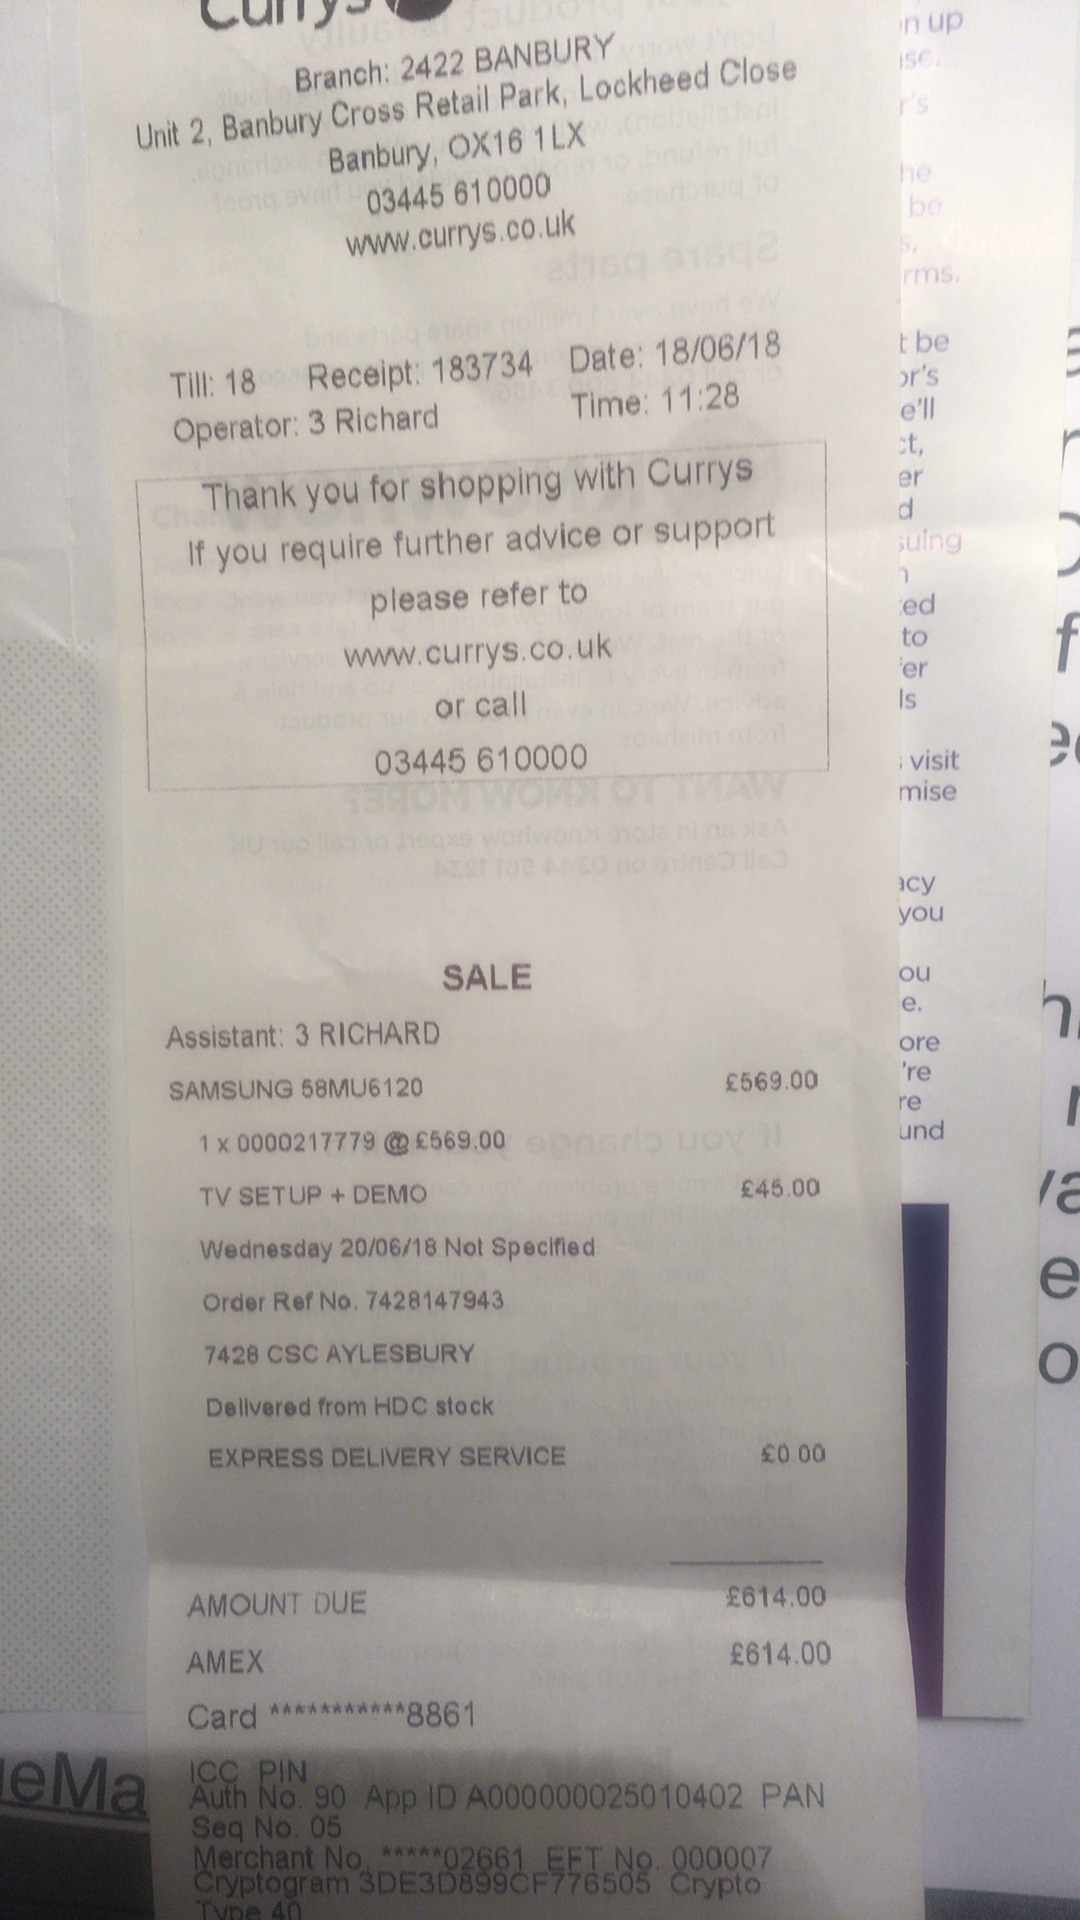 Currys
Branch: 2422 BANBURY
Unit 2, Banbury Cross Retail Park, Lockheed Close
Banbury, OX16 1LX
03445 610000
www.currys.co.uk
Till: 18 Receipt: 183734 Date: 18/06/18
Operator: 3 Richard Time: 11:28
Thank you for shopping with Currys
If you require further advice or support
please refer to
www.currys.co.uk
or call
03445 610000
SALE
Assistant: 3 RICHARD
SAMSUNG 58MU6120 £569.00
1 x 0000217779 @ £569.00
TV SETUP + DEMO £45.00
Wednesday 20/06/18 Not Specified
Order Ref No. 7428147943
7428 CSC AYLESBURY
Delivered from HDC stock
EXPRESS DELIVERY SERVICE £0.00
AMOUNT DUE £614.00
AMEX £614.00
Card ***********8861
ICC PIN
Auth No. 90 App ID A000000025010402 PAN
Seq No. 05
Merchant No. *****02661 EFT No. 000007
Cryptogram 3DE3D899CF776505 Crypto
Type 40
n up
se.
r's
he
be
s,
rms.
t be
or's
e'll
ct,
er
d
suing
n
ted
to
er
ls
visit
mise
acy
you
ou
e.
ore
're
re
und
eMa